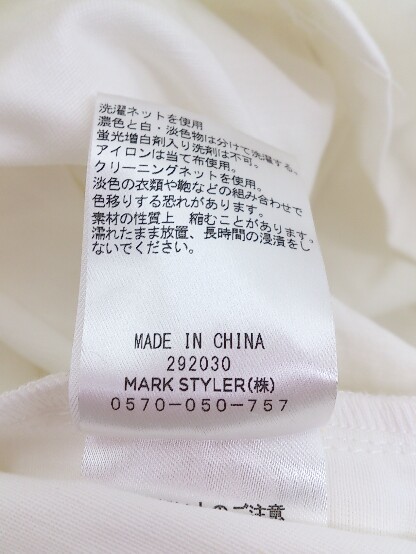 洗濯ネットを使用
濃色と白・淡色物は分けて洗濯する。
蛍光増白剤入り洗剤は不可。
アイロンは当て布使用。
クリーニングネットを使用。
淡色の衣類や鞄などの組み合わせで
色移りする恐れがあります。
素材の性質上 縮むことがあります。
濡れたまま放置、長時間の浸漬をし
ないでください。
MADE IN CHINA
292030
MARK STYLER(株)
0570-050-757
のご注意